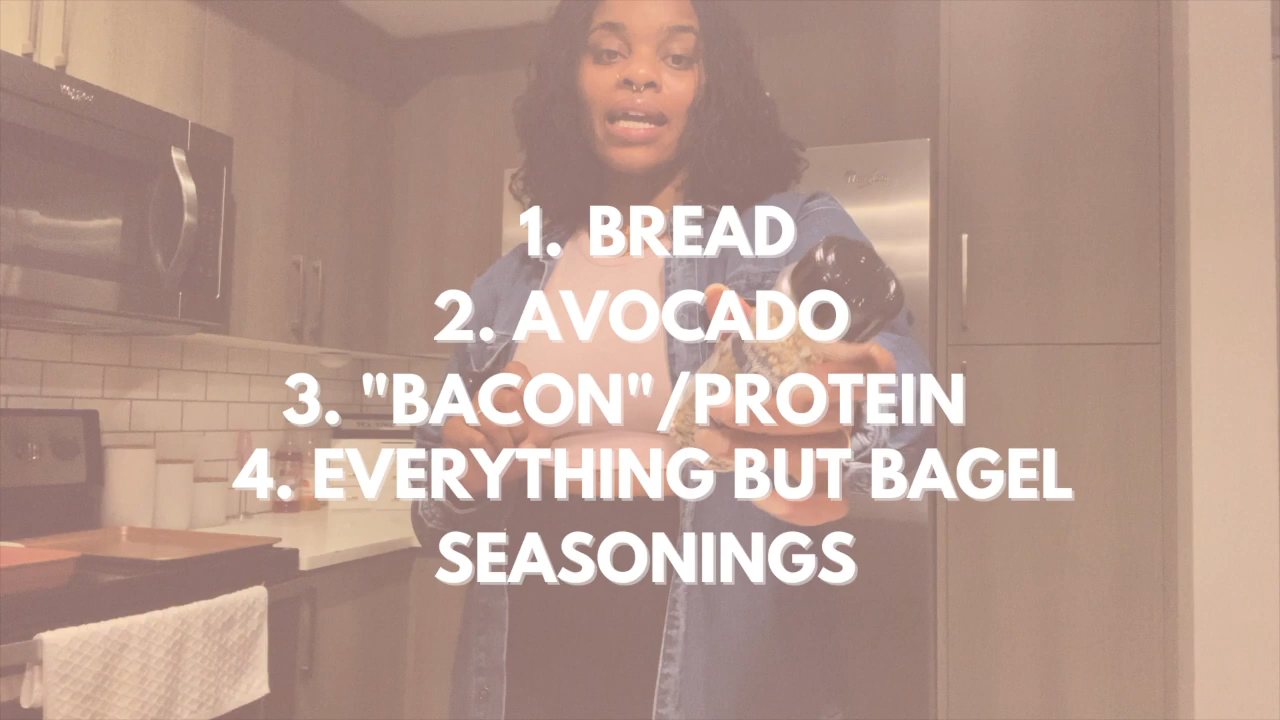 1. BREAD
2. AVOCADO
3. "BACON"/PROTEIN
4. EVERYTHING BUT BAGEL
SEASONINGS